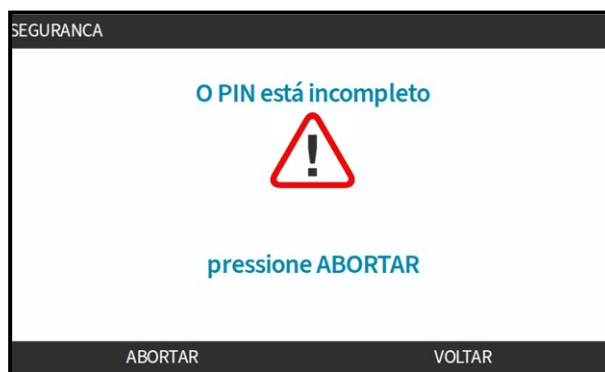 SEGURANCA
O PIN está incompleto
!
pressione ABORTAR
ABORTAR VOLTAR